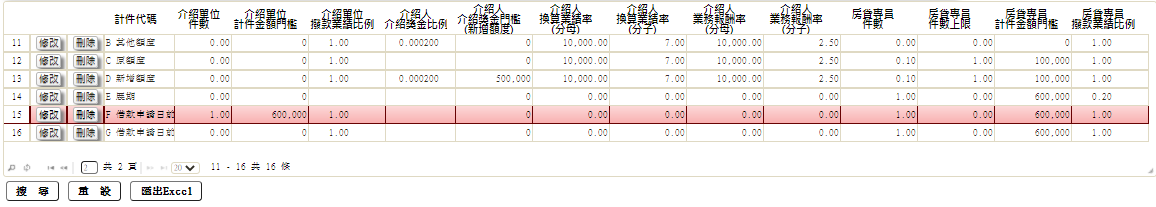 計件代碼 介紹單位件數 介紹單位計件金額門檻 介紹單位撥款業績比例 介紹人介紹獎金比例 介紹人介紹獎金門檻(新增額度) 介紹人換算業績率(分母) 介紹人換算業績率(分子) 介紹人業務報酬率(分母) 介紹人業務報酬率(分子) 房貸專員件數 房貸專員件數上限 房貸專員計件金額門檻 房貸專員撥款業績比例
11 修改 刪除 B 其他額度 0.00 0 1.00 0.000200 0 10,000.00 7.00 10,000.00 2.50 0.00 0.00 0 1.00
12 修改 刪除 C 原額度 0.00 0 1.00 0 10,000.00 7.00 10,000.00 2.50 0.10 1.00 100,000 1.00
13 修改 刪除 D 新增額度 0.00 0 1.00 0.000200 500,000 10,000.00 7.00 10,000.00 2.50 0.10 1.00 100,000 1.00
14 修改 刪除 E 展期 0.00 0 0 0.00 0.00 0.00 0.00 1.00 0.00 600,000 0.20
15 修改 刪除 F 借款申請日前 1.00 600,000 1.00 0 0.00 0.00 0.00 0.00 0.00 0.00 0 1.00
16 修改 刪除 G 借款申請日前 0.00 0 0 0.00 0.00 0.00 0.00 1.00 0.00 600,000 1.00
2 共 2 頁 20 11 - 16 共 16 條
搜 尋 重 設 匯出Excel